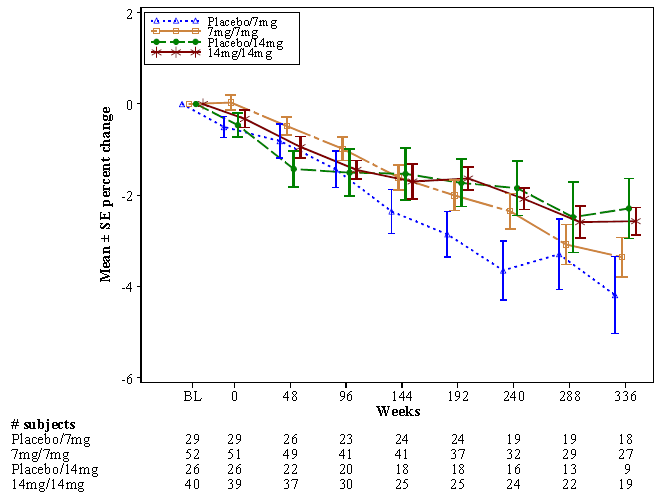 Placebo/7mg
7mg/7mg
Placebo/14mg
14mg/14mg
Mean ± SE percent change
2
0
-2
-4
-6
BL 0 48 96 144 192 240 288 336
Weeks
# subjects
Placebo/7mg 29 29 26 23 24 24 19 19 18
7mg/7mg 52 51 49 41 41 37 32 29 27
Placebo/14mg 26 26 22 20 18 18 16 13 9
14mg/14mg 40 39 37 30 25 25 24 22 19